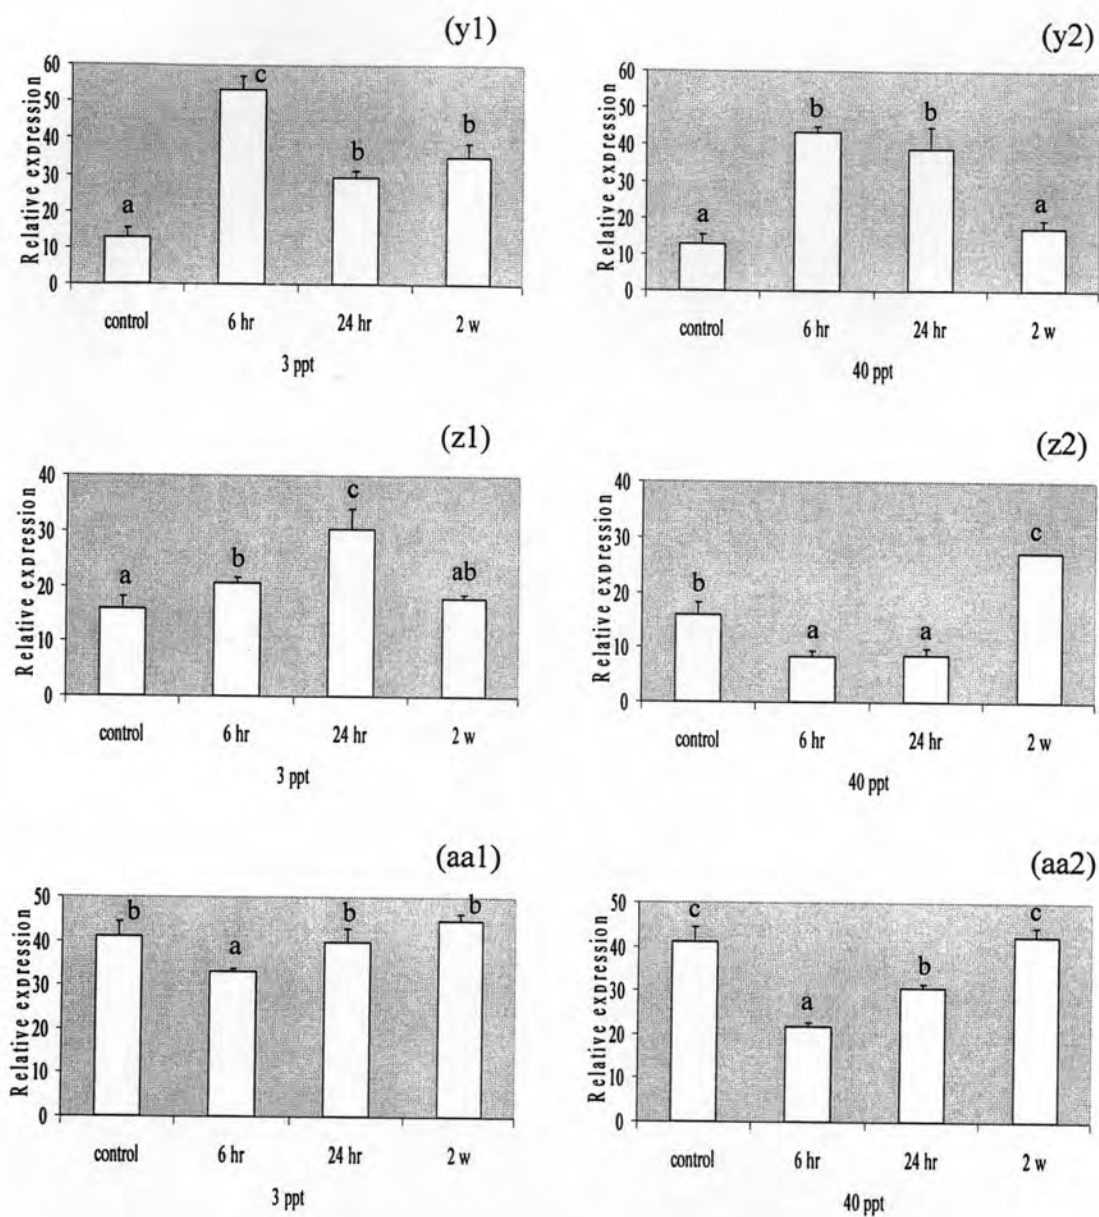 (y1)
Relative expression
60
50
40
30
20
10
0
a
c
b
b
control 6 hr 24 hr 2 w
3 ppt
(y2)
Relative expression
60
50
40
30
20
10
0
a
b
b
a
control 6 hr 24 hr 2 w
40 ppt
(z1)
Relative expression
40
30
20
10
0
a
b
c
ab
control 6 hr 24 hr 2 w
3 ppt
(z2)
Relative expression
40
30
20
10
0
b
a
a
c
control 6 hr 24 hr 2 w
40 ppt
(aa1)
Relative expression
50
40
30
20
10
0
b
a
b
b
control 6 hr 24 hr 2 w
3 ppt
(aa2)
Relative expression
50
40
30
20
10
0
c
a
b
c
control 6 hr 24 hr 2 w
40 ppt